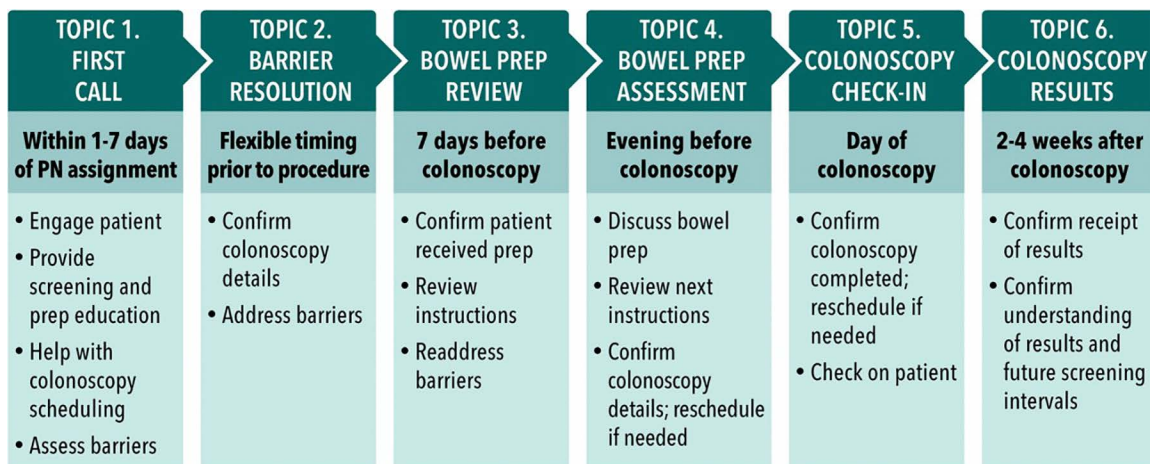 TOPIC 1.
FIRST
CALL
Within 1-7 days
of PN assignment
• Engage patient
• Provide
screening and
prep education
• Help with
colonoscopy
scheduling
• Assess barriers
TOPIC 2.
BARRIER
RESOLUTION
Flexible timing
prior to procedure
• Confirm
colonoscopy
details
• Address barriers
TOPIC 3.
BOWEL PREP
REVIEW
7 days before
colonoscopy
• Confirm patient
received prep
• Review
instructions
• Readdress
barriers
TOPIC 4.
BOWEL PREP
ASSESSMENT
Evening before
colonoscopy
• Discuss bowel
prep
• Review next
instructions
• Confirm
colonoscopy
details; reschedule
if needed
TOPIC 5.
COLONOSCOPY
CHECK-IN
Day of
colonoscopy
• Confirm
colonoscopy
completed;
reschedule if
needed
• Check on patient
TOPIC 6.
COLONOSCOPY
RESULTS
2-4 weeks after
colonoscopy
• Confirm receipt
of results
• Confirm
understanding
of results and
future screening
intervals